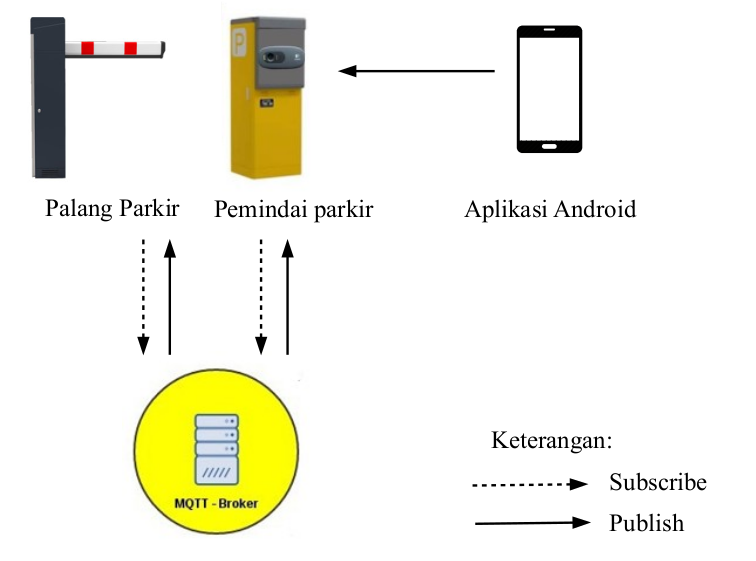 P
Palang Parkir
Pemindai parkir
Aplikasi Android
MQTT - Broker
Keterangan:
Subscribe
Publish